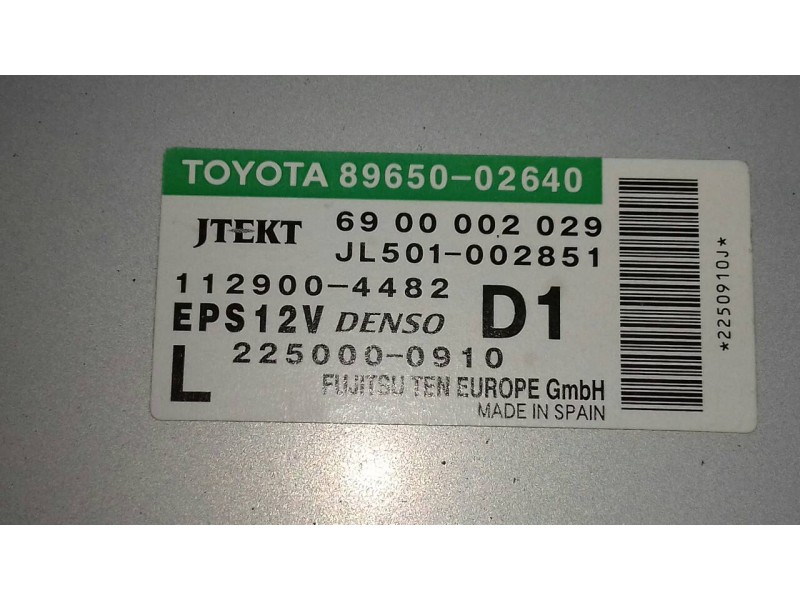 TOYOTA 89650-02640
JTEKT 69 00 002 029
JL501-002851
112900-4482
EPS12V DENSO D1
L 225000-0910
FUJITSU TEN EUROPE GmbH
MADE IN SPAIN
*2250910J*